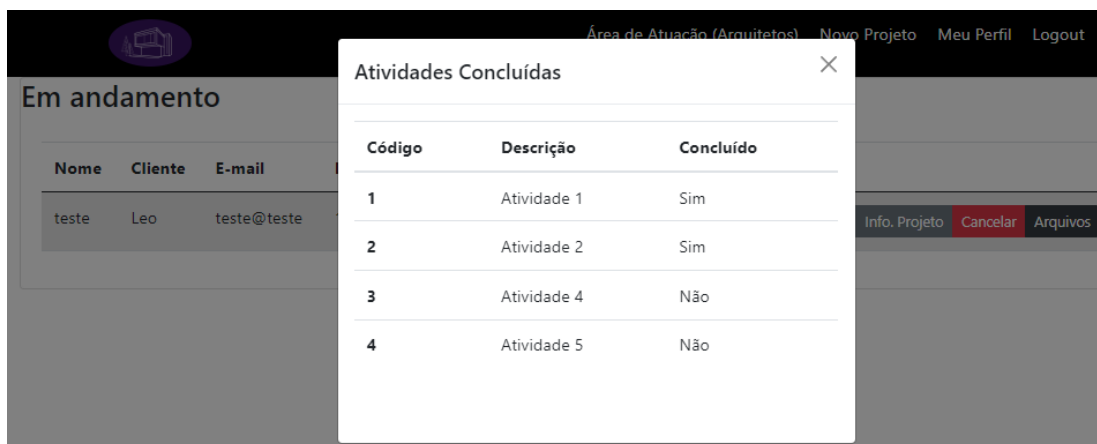 Área de Atuação (Arquitetos) Novo Projeto Meu Perfil Logout
Atividades Concluídas
Em andamento
Código Descrição Concluído
Nome Cliente E-mail
1 Atividade 1 Sim
teste Leo teste@teste
Info. Projeto Cancelar Arquivos
2 Atividade 2 Sim
3 Atividade 4 Não
4 Atividade 5 Não